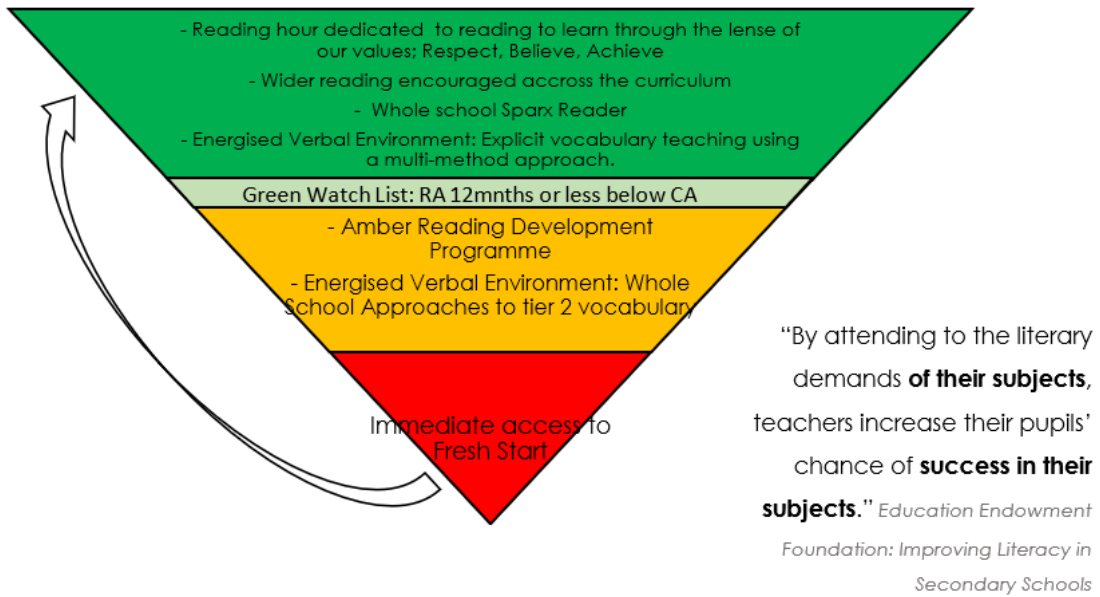 - Reading hour dedicated  to reading to learn through the lense of
our values; Respect, Believe, Achieve
- Wider reading encouraged accross the curriculum
-  Whole school Sparx Reader
- Energised Verbal Environment: Explicit vocabulary teaching using
a multi-method approach.
Green Watch List: RA 12mnths or less below CA
- Amber Reading Development
Programme
- Energised Verbal Environment: Whole
School Approaches to tier 2 vocabulary
Immediate access to
Fresh Start
“By attending to the literary
demands of their subjects,
teachers increase their pupils’
chance of success in their
subjects.” Education Endowment
Foundation: Improving Literacy in
Secondary Schools